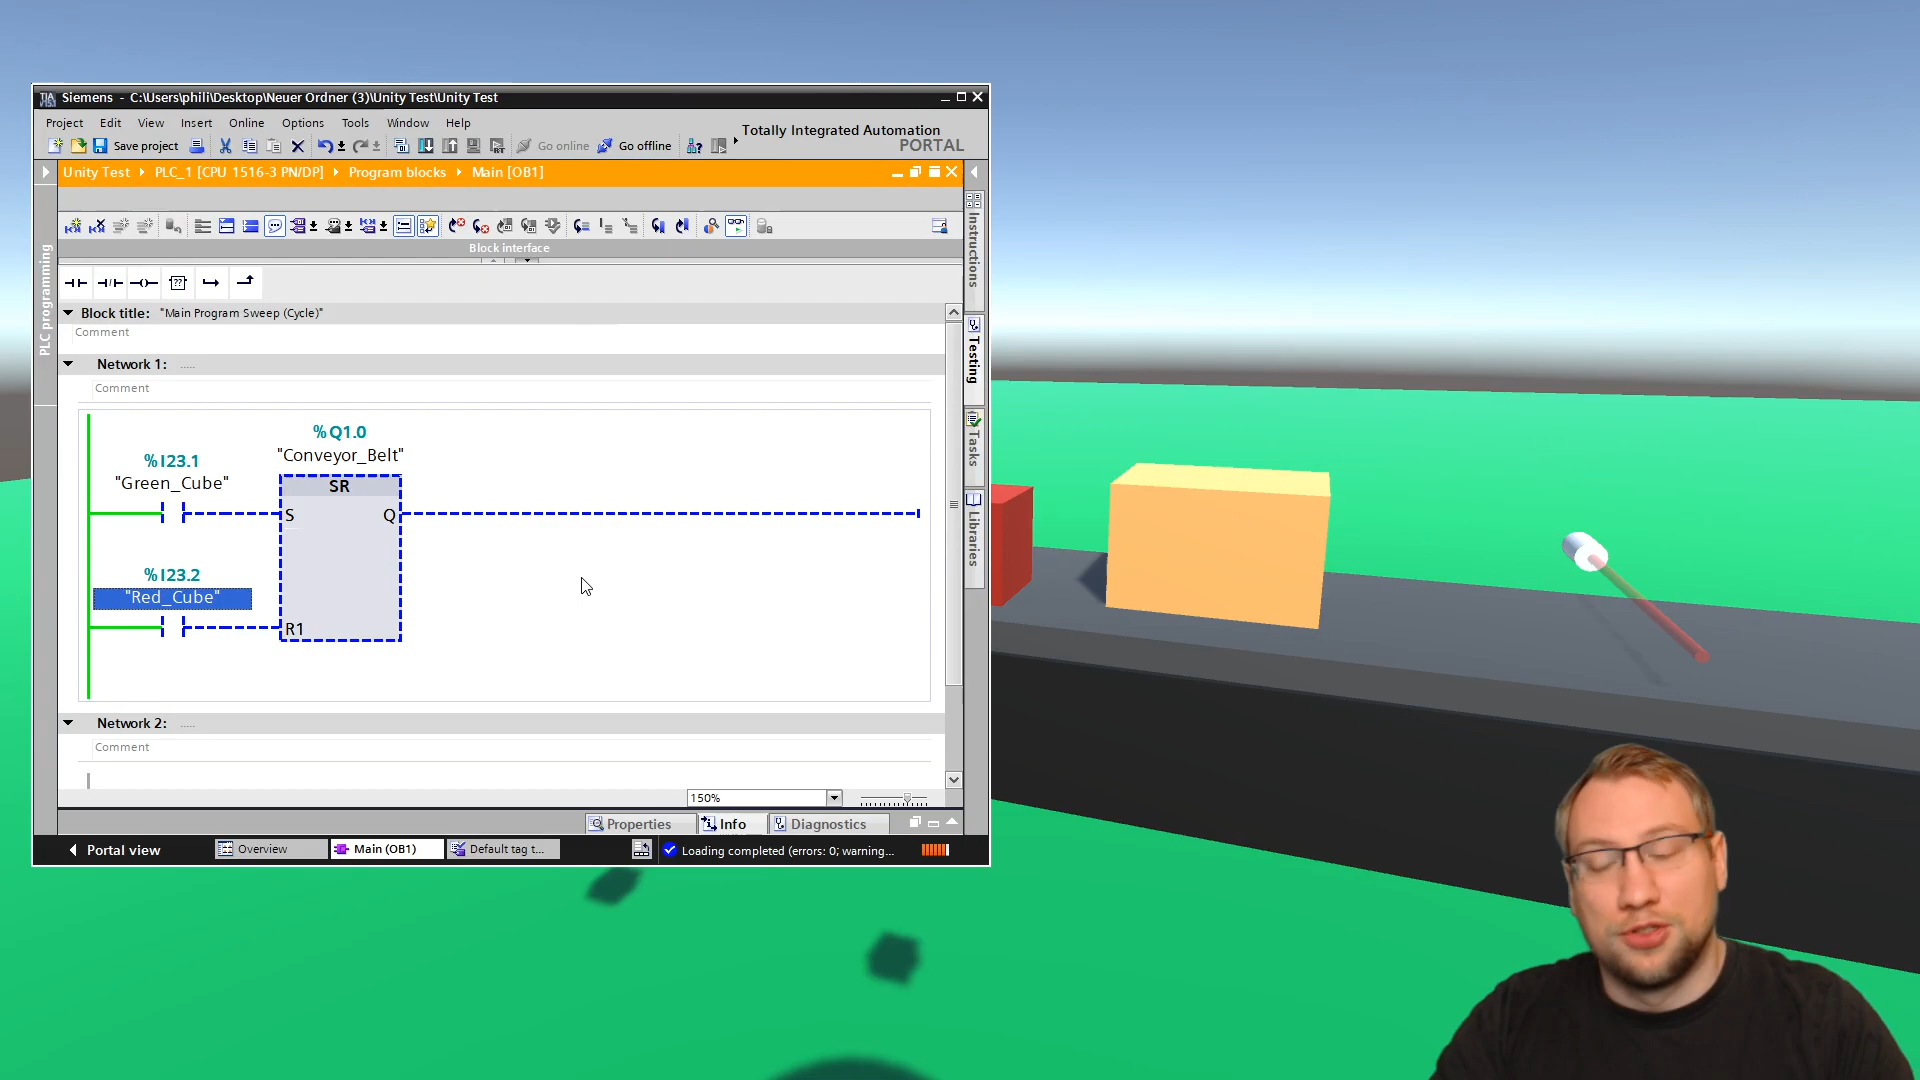 Siemens - C:\Users\phili\Desktop\Neuer Ordner (3)\Unity Test\Unity Test
Project Edit View Insert Online Options Tools Window Help
Totally Integrated Automation
PORTAL
Save project
Go online
Go offline
Unity Test
PLC_1 [CPU 1516-3 PN/DP]
Program blocks
Main [OB1]
Block interface
PLC programming
Instructions
Testing
Tasks
Libraries
Block title: "Main Program Sweep (Cycle)"
Comment
Network 1: .....
Comment
%Q1.0
"Conveyor_Belt"
%I23.1
"Green_Cube"
SR
S Q
%I23.2
"Red_Cube"
R1
Network 2: .....
Comment
150%
Properties
Info
Diagnostics
Portal view
Overview
Main (OB1)
Default tag t...
Loading completed (errors: 0; warning...